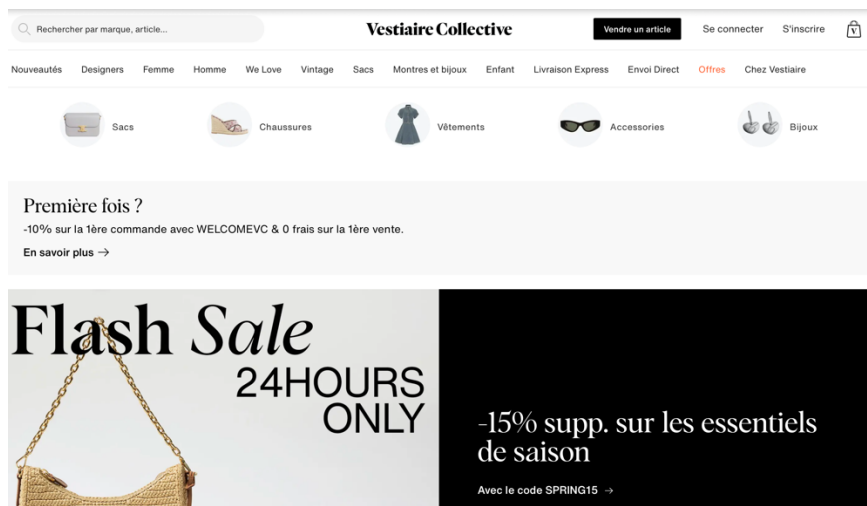 Rechercher par marque, article...
Vestiaire Collective
Vendre un article
Se connecter
S'inscrire
V
Nouveautés
Designers
Femme
Homme
We Love
Vintage
Sacs
Montres et bijoux
Enfant
Livraison Express
Envoi Direct
Offres
Chez Vestiaire
Sacs
Chaussures
Vêtements
Accessories
Bijoux
Première fois ?
-10% sur la 1ère commande avec WELCOMEVC & 0 frais sur la 1ère vente.
En savoir plus →
Flash Sale
24HOURS
ONLY
-15% supp. sur les essentiels
de saison
Avec le code SPRING15 →